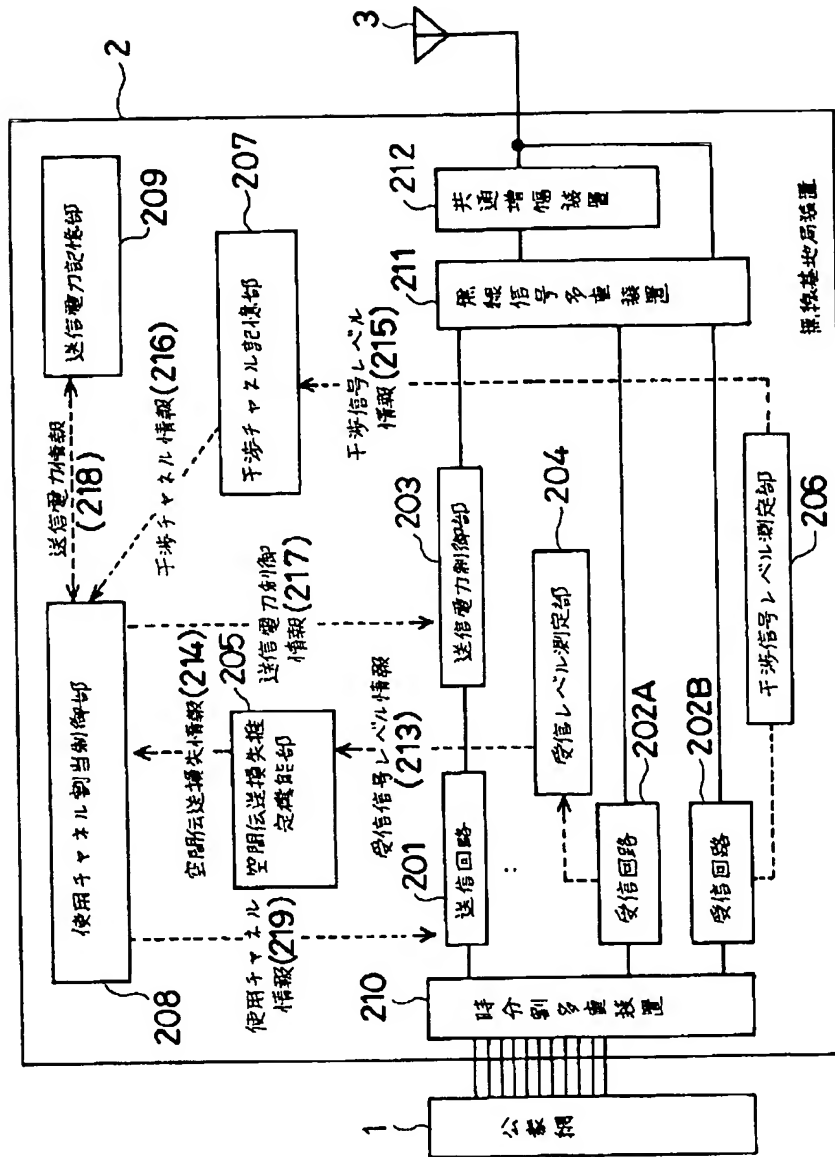 3
2
送信電力記憶部
209
送信電力情報
(218)
干渉チャネル情報(216)
干渉チャネル記憶部
207
干渉信号レベル
情報(215)
共通増幅装置
212
無線信号多重装置
211
無線基地局装置
使用チャネル割当制御部
208
送信電力制御
情報(217)
空間伝送損失情報(214)
205
空間伝送損失推
定機能部
受信信号レベル情報
(213)
使用チャネル
情報(219)
送信電力制御部
203
受信レベル測定部
204
干渉信号レベル測定部
206
送信回路
201
受信回路
202A
受信回路
202B
時分割多重装置
210
公衆網
1